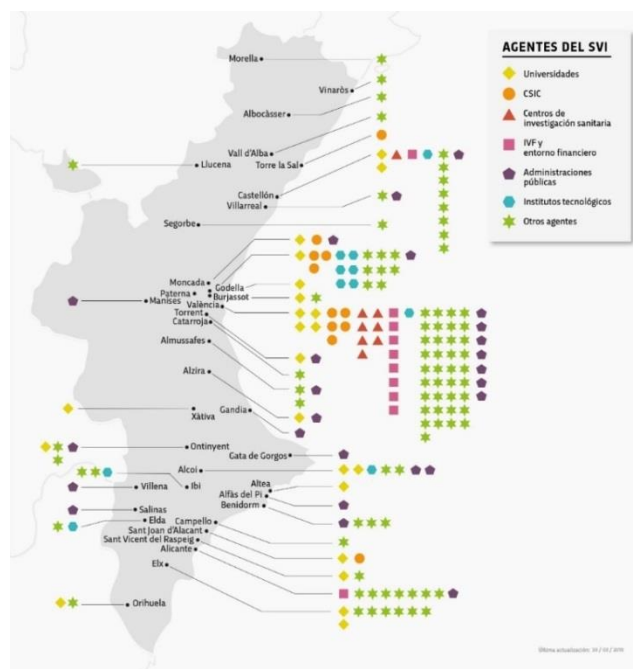 AGENTES DEL SVI
Universidades
CSIC
Centros de
investigación sanitaria
IVF y
entorno financiero
Administraciones
públicas
Institutos tecnológicos
Otros agentes
Morella
Vinaròs
Albocàsser
Vall d'Alba
Torre la Sal
Llucena
Castellón
Villarreal
Segorbe
Moncada
Godella
Paterna
Burjassot
Manises
València
Torrent
Catarroja
Almussafes
Alzira
Xàtiva
Gandia
Ontinyent
Gata de Gorgos
Alcoi
Altea
Villena
Ibi
Alfàs del Pi
Benidorm
Salinas
Elda
Campello
Sant Joan d'Alacant
Sant Vicent del Raspeig
Alicante
Elx
Orihuela